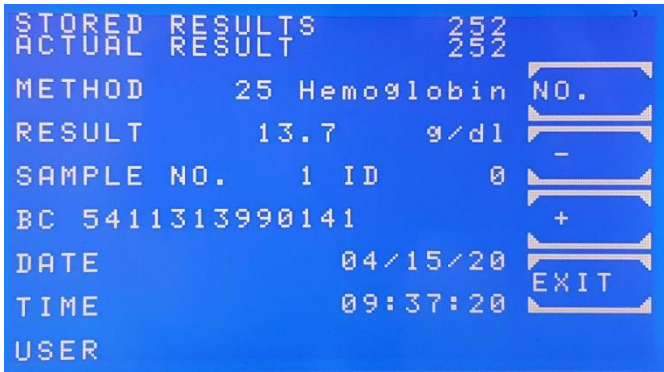 STORED RESULTS 252
ACTUAL RESULT 252
METHOD 25 Hemoglobin NO.
RESULT 13.7 g/dl -
SAMPLE NO. 1 ID 0
BC 5411313990141 +
DATE 04/15/20
EXIT
TIME 09:37:20
USER